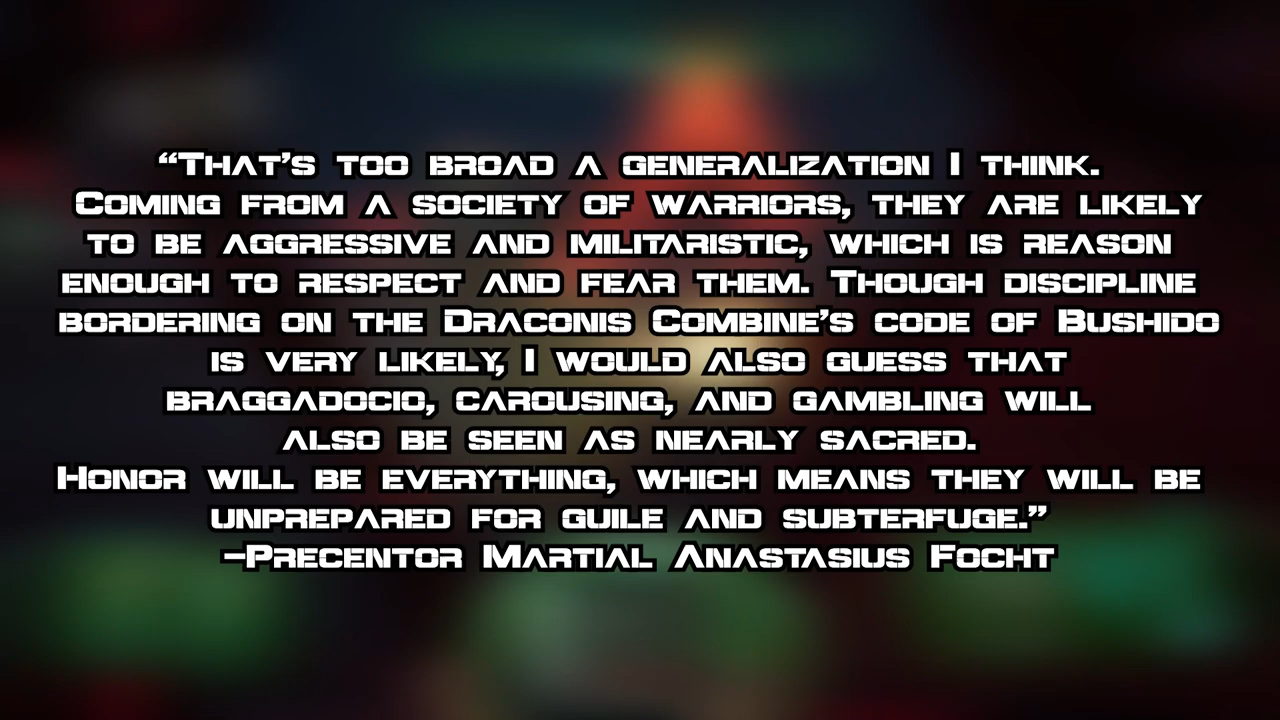 “That’s too broad a generalization I think.
Coming from a society of warriors, they are likely
to be aggressive and militaristic, which is reason
enough to respect and fear them. Though discipline
bordering on the Draconis Combine’s code of Bushido
is very likely, I would also guess that
braggadocio, carousing, and gambling will
also be seen as nearly sacred.
Honor will be everything, which means they will be
unprepared for guile and subterfuge.”
-Precentor Martial Anastasius Focht